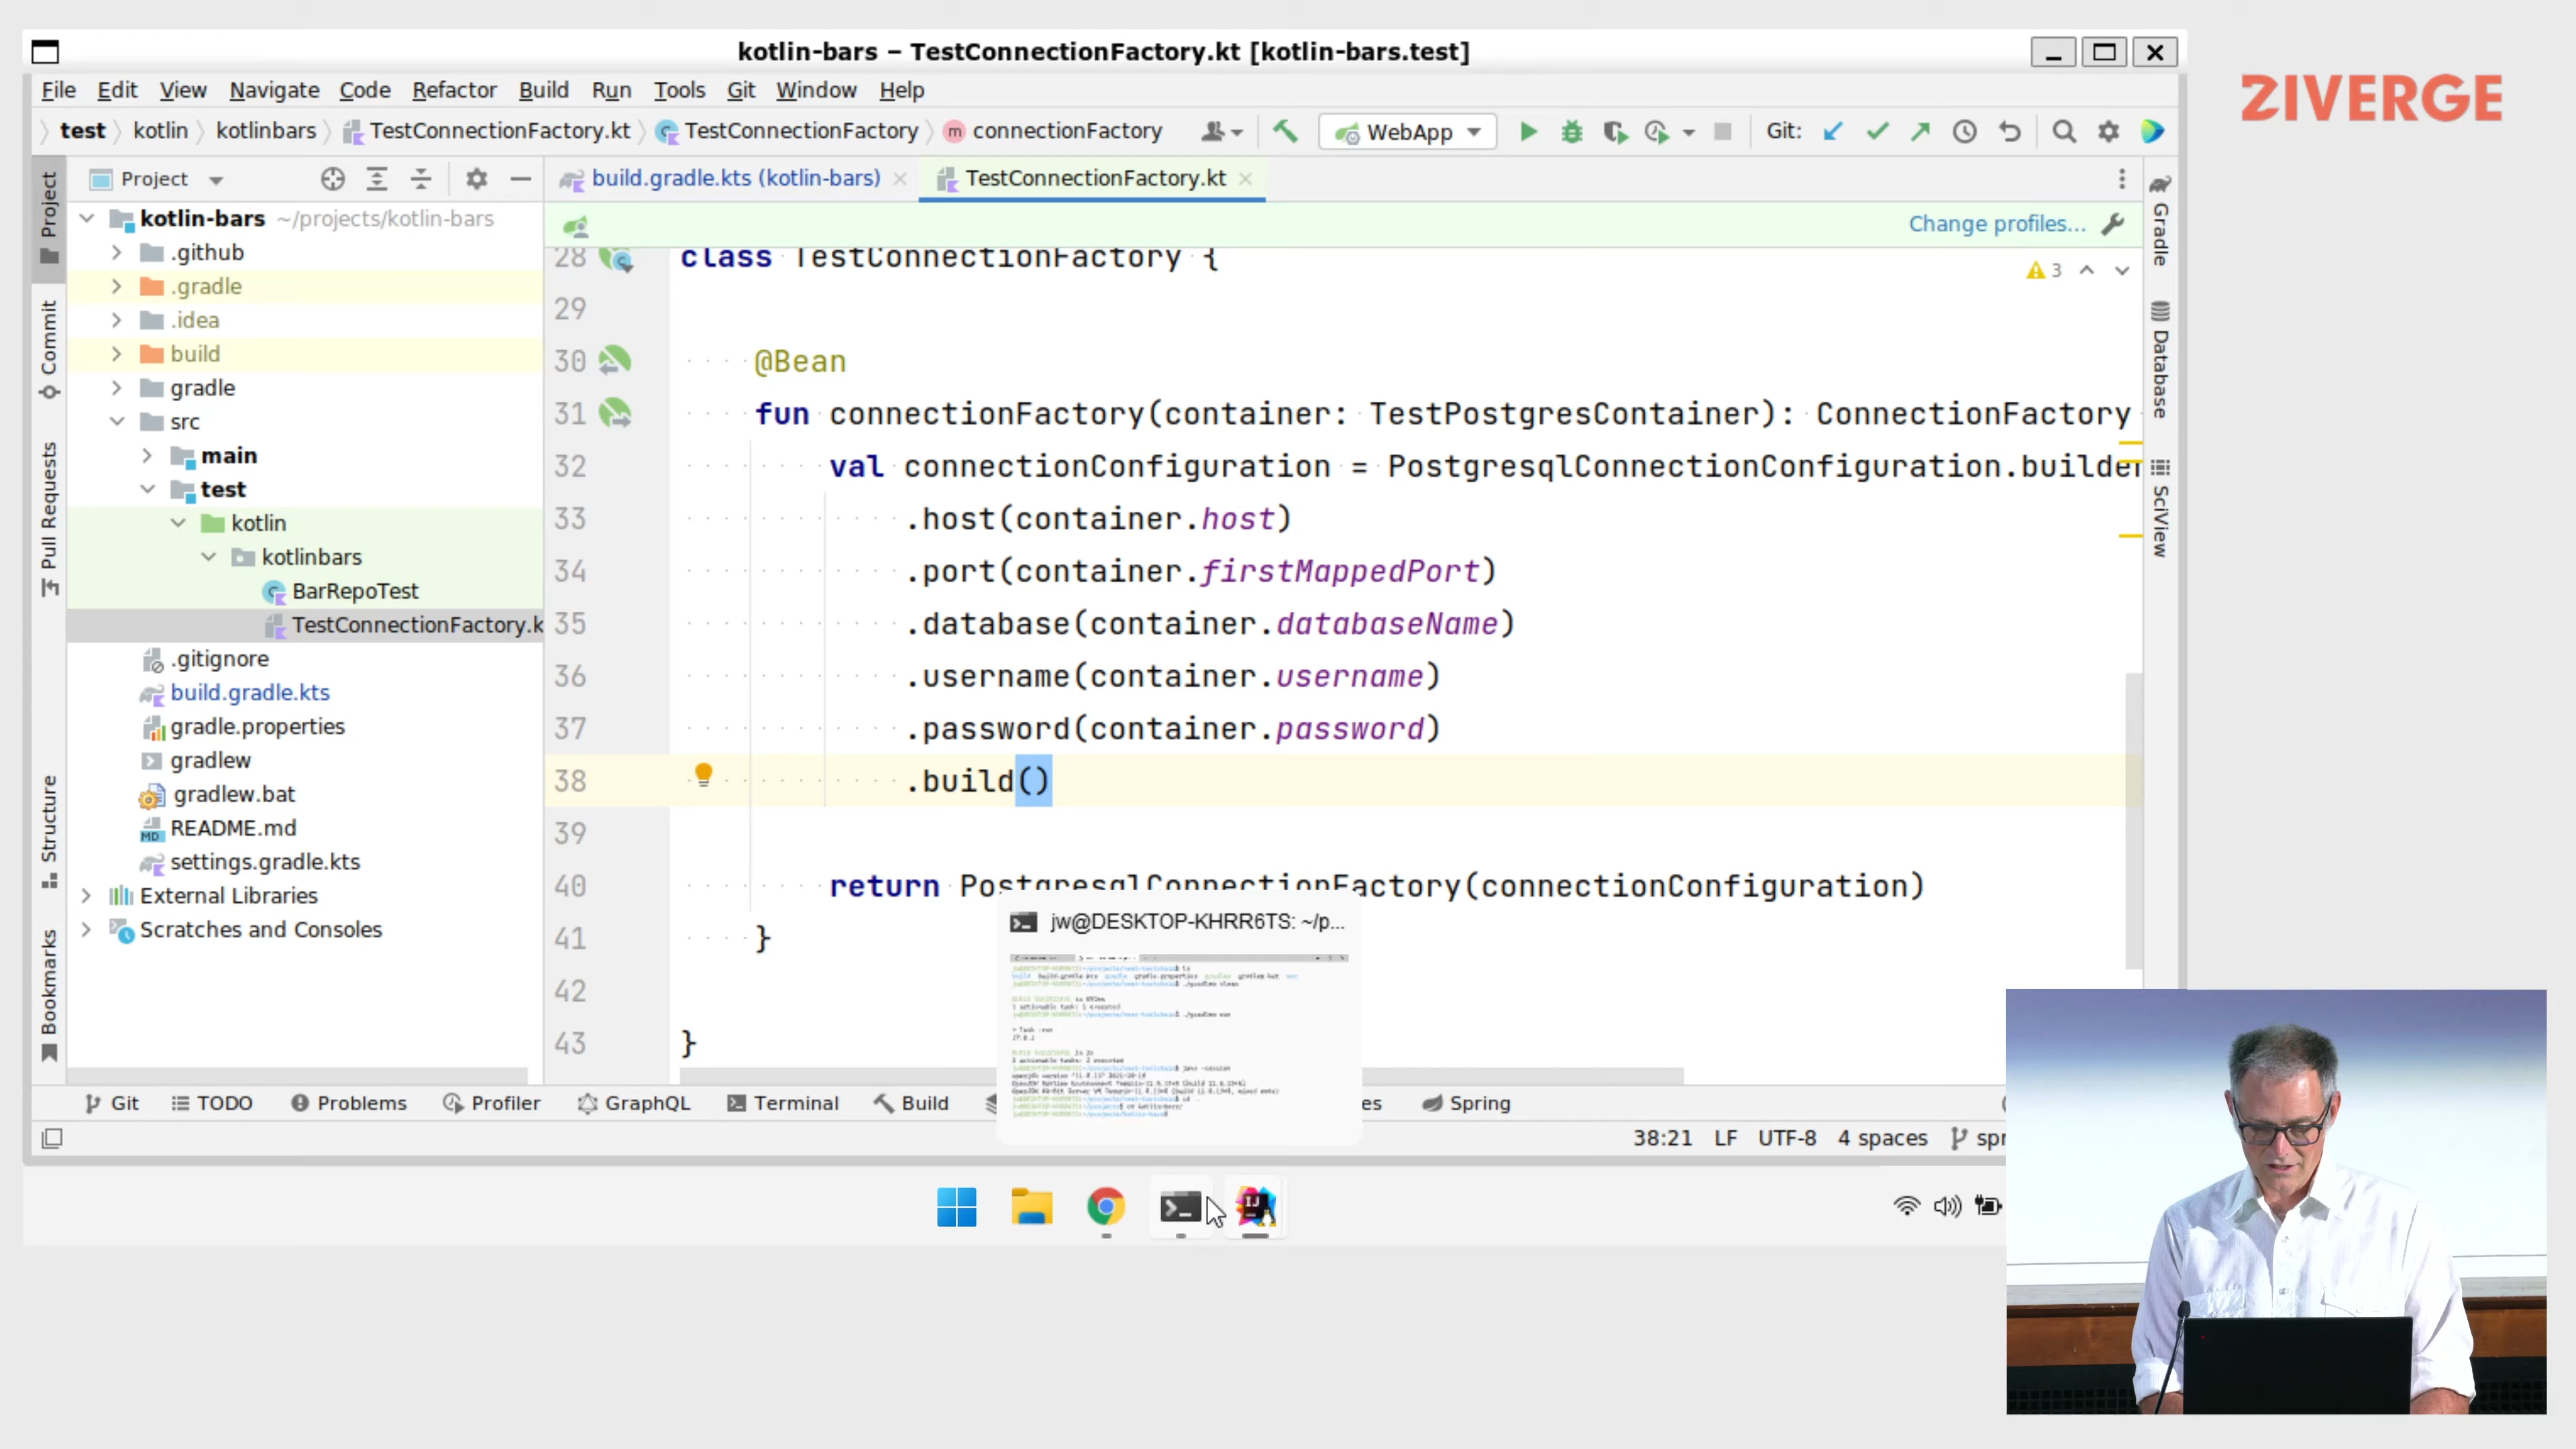 kotlin-bars – TestConnectionFactory.kt [kotlin-bars.test]
ZIVERGE
File Edit View Navigate Code Refactor Build Run Tools Git Window Help
test kotlin kotlinbars TestConnectionFactory.kt TestConnectionFactory connectionFactory WebApp Git:
Project build.gradle.kts (kotlin-bars) TestConnectionFactory.kt
Change profiles...
Project
Commit
Pull Requests
Structure
Bookmarks
kotlin-bars ~/projects/kotlin-bars
.github
.gradle
.idea
build
gradle
src
main
test
kotlin
kotlinbars
BarRepoTest
TestConnectionFactory.k
.gitignore
build.gradle.kts
gradle.properties
gradlew
gradlew.bat
README.md
settings.gradle.kts
External Libraries
Scratches and Consoles
3
28 class TestConnectionFactory {
29
30 @Bean
31 fun connectionFactory(container: TestPostgresContainer): ConnectionFactory
32 val connectionConfiguration = PostgresqlConnectionConfiguration.builder
33 .host(container.host)
34 .port(container.firstMappedPort)
35 .database(container.databaseName)
36 .username(container.username)
37 .password(container.password)
38 .build()
39
40 return PostgresqlConnectionFactory(connectionConfiguration)
41 }
42
43 }
Gradle
Database
SciView
jw@DESKTOP-KHRR6TS: ~/p...
Git TODO Problems Profiler GraphQL Terminal Build es Spring
38:21 LF UTF-8 4 spaces spr